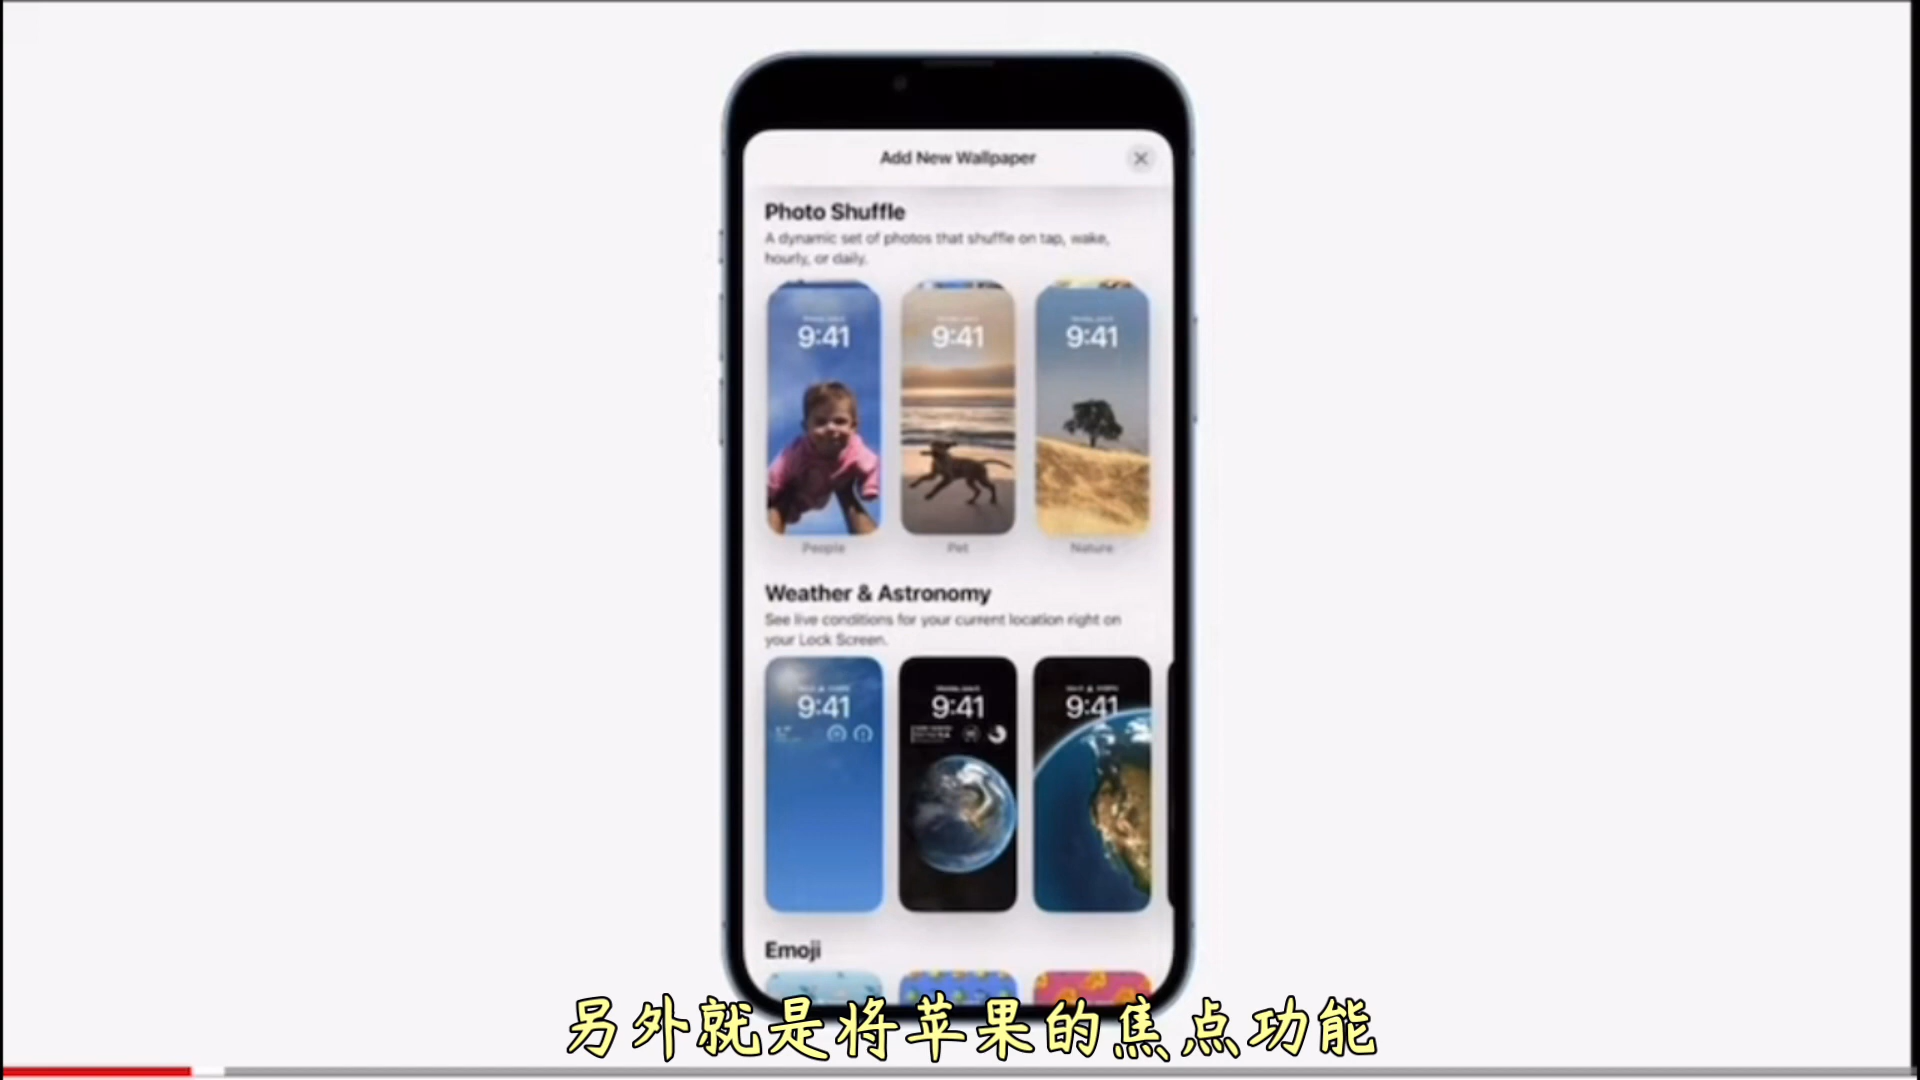 Add New Wallpaper
Photo Shuffle
A dynamic set of photos that shuffle on tap, wake,
hourly, or daily.
9:41
9:41
9:41
People
Pet
Nature
Weather & Astronomy
See live conditions for your current location right on
your Lock Screen.
9:41
9:41
9:41
Emoji
另外就是将苹果的焦点功能